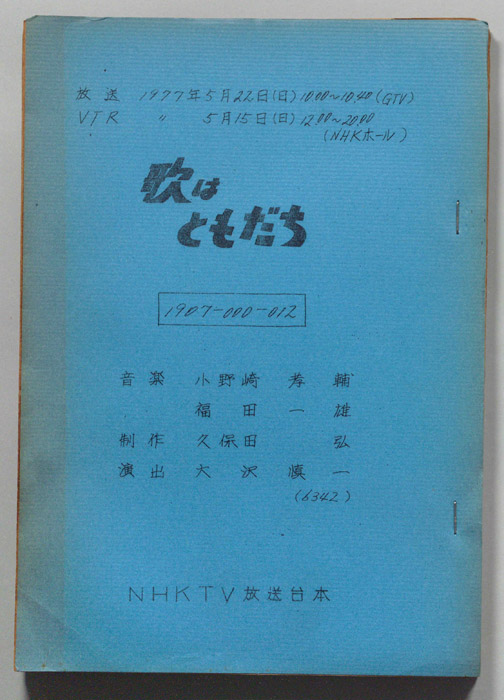 放送 1977年5月22日(日)10.00~10.40(GTV)
VTR 〃 5月15日(日)12.00~20.00
(NHKホール)
歌は
ともだち
1907-000-012
音楽 小野崎孝輔
福田一雄
制作 久保田弘
演出 大沢慎一
(6342)
NHKTV放送台本